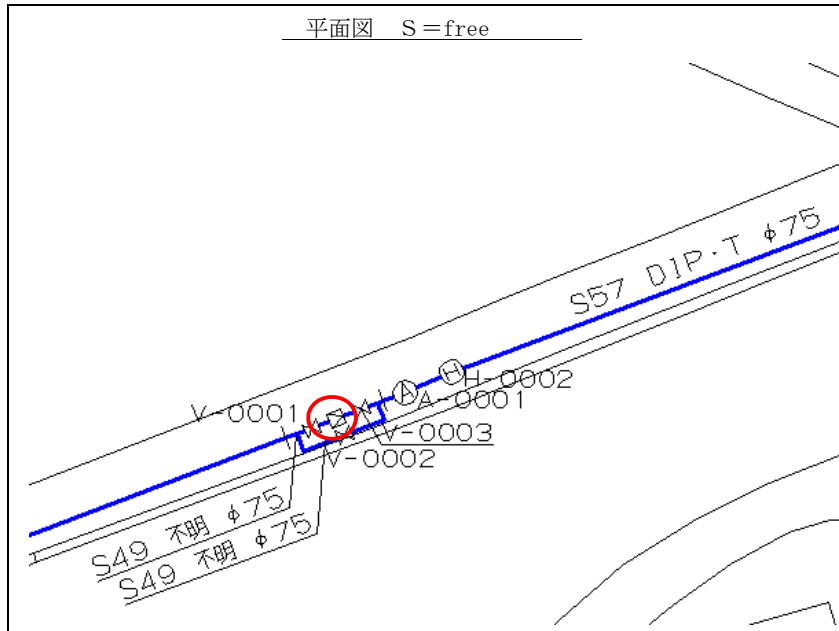 平面図 S=free
S57 DIP·T φ75
H
H-0002
A
A-0001
V-0001
V-0003
V-0002
S49 不明 φ75
S49 不明 φ75